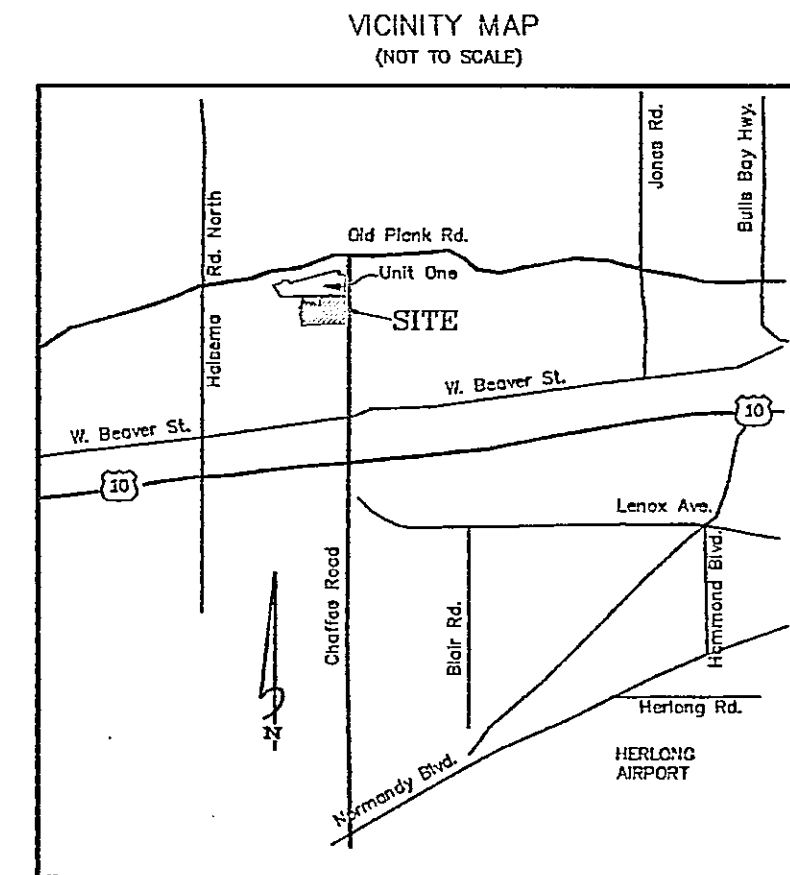 VICINITY MAP
(NOT TO SCALE)
Jones Rd.
Bulls Bay Hwy.
Halsema Rd. North
Old Plank Rd.
Unit One
SITE
W. Beaver St.
W. Beaver St.
10
10
Lenox Ave.
Chaffee Road
Blair Rd.
Hammond Blvd.
Herlong Rd.
N
HERLONG
AIRPORT
Normandy Blvd.